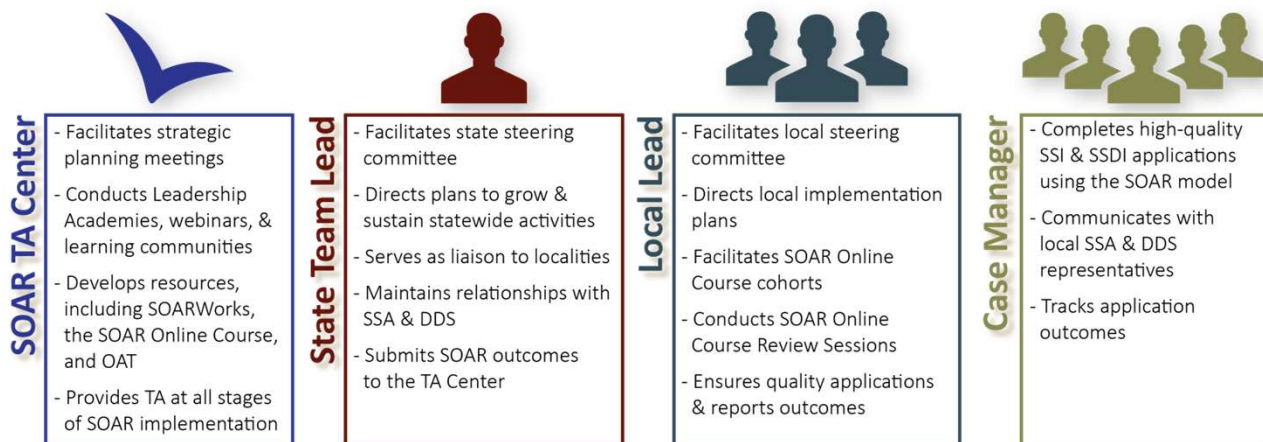 SOAR TA Center
- Facilitates strategic
planning meetings
- Conducts Leadership
Academies, webinars, &
learning communities
- Develops resources,
including SOARWorks,
the SOAR Online Course,
and OAT
- Provides TA at all stages
of SOAR implementation
State Team Lead
- Facilitates state steering
committee
- Directs plans to grow &
sustain statewide activities
- Serves as liaison to localities
- Maintains relationships with
SSA & DDS
- Submits SOAR outcomes
to the TA Center
Local Lead
- Facilitates local steering
committee
- Directs local implementation
plans
- Facilitates SOAR Online
Course cohorts
- Conducts SOAR Online
Course Review Sessions
- Ensures quality applications
& reports outcomes
Case Manager
- Completes high-quality
SSI & SSDI applications
using the SOAR model
- Communicates with
local SSA & DDS
representatives
- Tracks application
outcomes